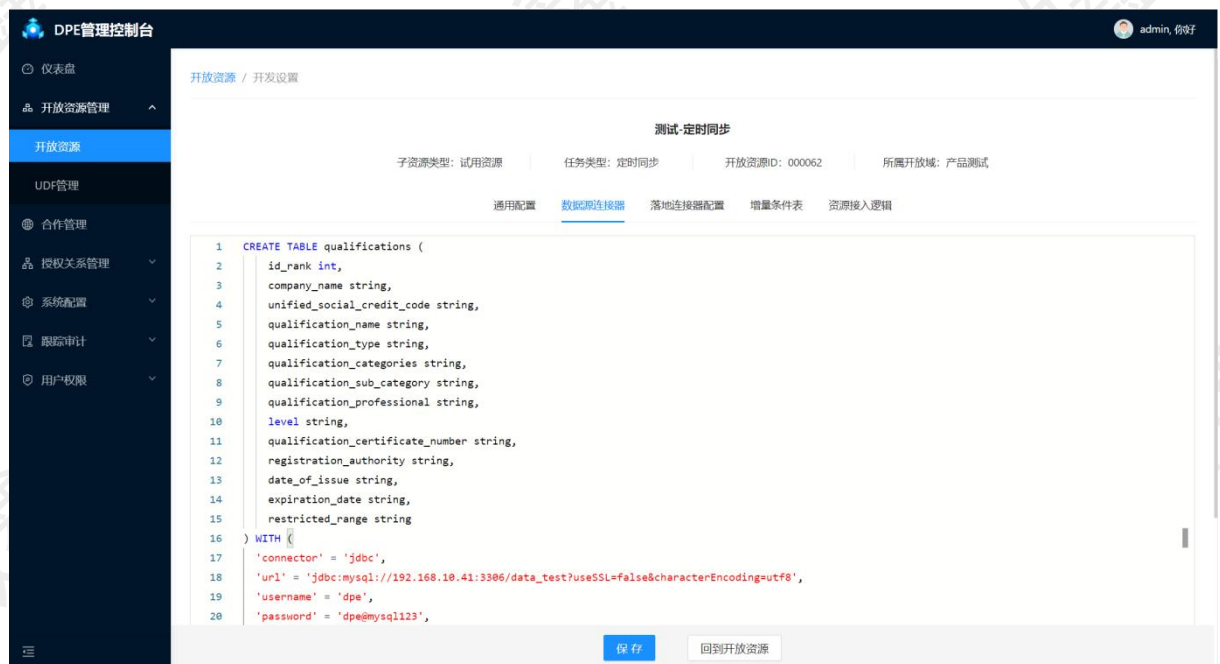 DPE管理控制台
admin, 你好
仪表盘
开放资源管理
开放资源
UDF管理
合作管理
授权关系管理
系统配置
跟踪审计
用户权限
开放资源 / 开发设置
测试-定时同步
子资源类型: 试用资源 任务类型: 定时同步 开放资源ID: 000062 所属开放域: 产品测试
通用配置 数据源连接器 落地连接器配置 增量条件表 资源接入逻辑
1 CREATE TABLE qualifications (
2 id_rank int,
3 company_name string,
4 unified_social_credit_code string,
5 qualification_name string,
6 qualification_type string,
7 qualification_categories string,
8 qualification_sub_category string,
9 qualification_professional string,
10 level string,
11 qualification_certificate_number string,
12 registration_authority string,
13 date_of_issue string,
14 expiration_date string,
15 restricted_range string
16 ) WITH (
17 'connector' = 'jdbc',
18 'url' = 'jdbc:mysql://192.168.10.41:3306/data_test?useSSL=false&characterEncoding=utf8',
19 'username' = 'dpe',
20 'password' = 'dpe@mysql123',
保 存 回到开放资源